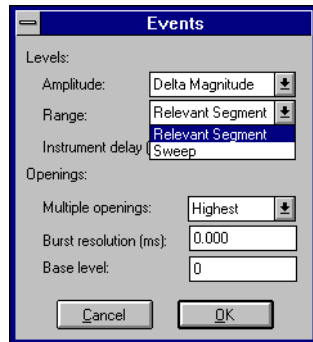 Events
Levels:
Amplitude: Delta Magnitude
Range: Relevant Segment
Relevant Segment
Instrument delay (
Sweep
Openings:
Multiple openings: Highest
Burst resolution (ms): 0.000
Base level: 0
Cancel OK